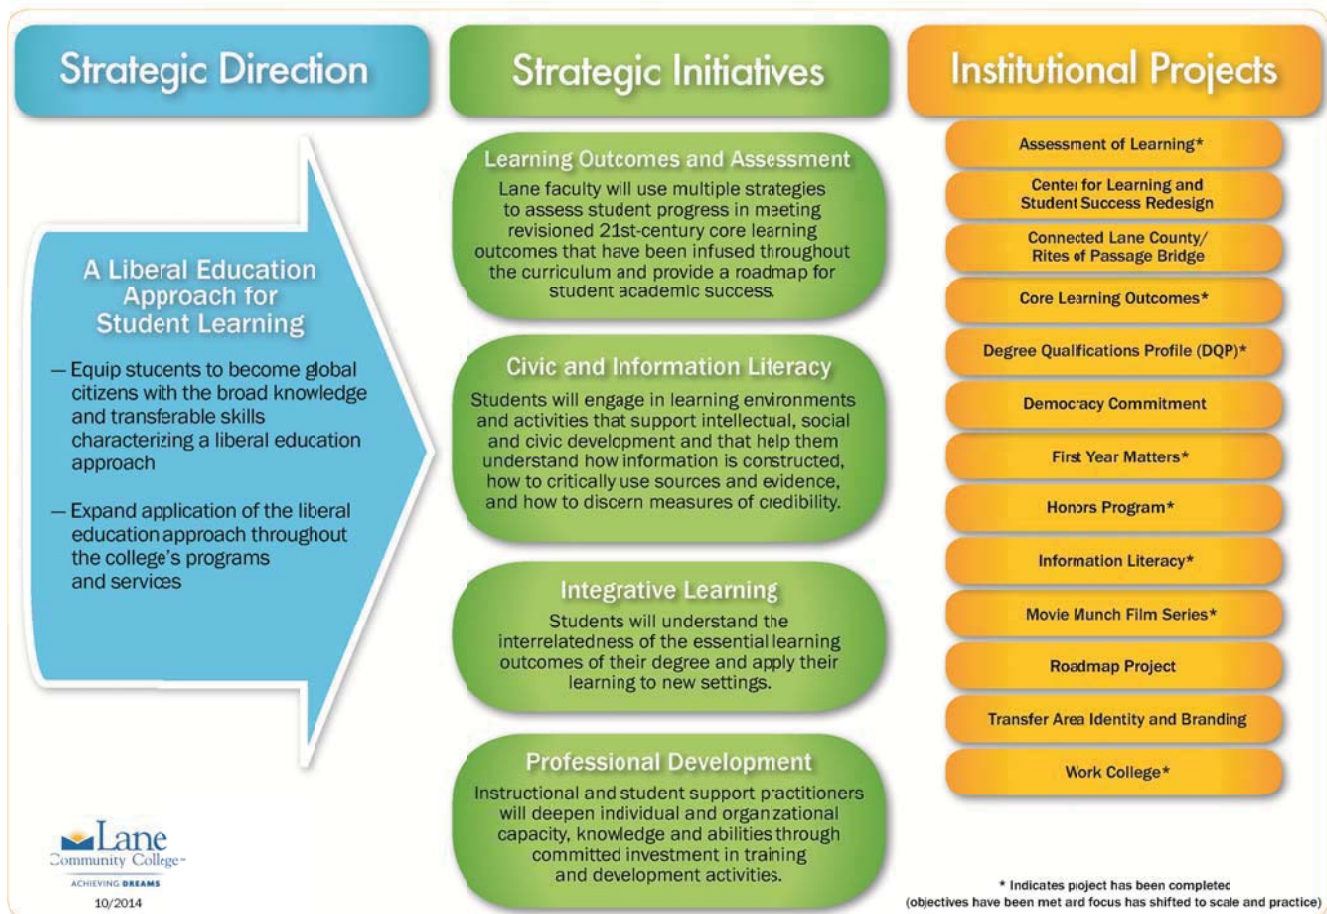 Strategic Direction
A Liberal Education
Approach for
Student Learning
— Equip students to become global
citizens with the broad knowledge
and transferable skills
characterizing a liberal education
approach
— Expand application of the liberal
education approach throughout
the college's programs
and services
Lane
Community College
ACHIEVING DREAMS
10/2014
Strategic Initiatives
Learning Outcomes and Assessment
Lane faculty will use multiple strategies
to assess student progress in meeting
revisioned 21st-century core learning
outcomes that have been infused throughout
the curriculum and provide a roadmap for
student academic success.
Civic and Information Literacy
Students will engage in learning environments
and activities that support intellectual, social
and civic development and that help them
understand how information is constructed,
how to critically use sources and evidence,
and how to discern measures of credibility.
Integrative Learning
Students will understand the
interrelatedness of the essential learning
outcomes of their degree and apply their
learning to new settings.
Professional Development
Instructional and student support practitioners
will deepen individual and organzational
capacity, knowledge and abilities through
committed investment in training
and development activities.
Institutional Projects
Assessment of Learning*
Center for Learning and
Student Success Redesign
Connected Lane County/
Rites of Passage Bridge
Core Learning Outcomes*
Degree Qualfications Profile (DQP)*
Democracy Commitment
First Year Matters*
Honors Program*
Information Literacy*
Movie Munch Film Series*
Roadmap Project
Transfer Area Identity and Branding
Work College*
* Indicates project has been completed
(objectives have been met and focus has shifted to scale and practice)